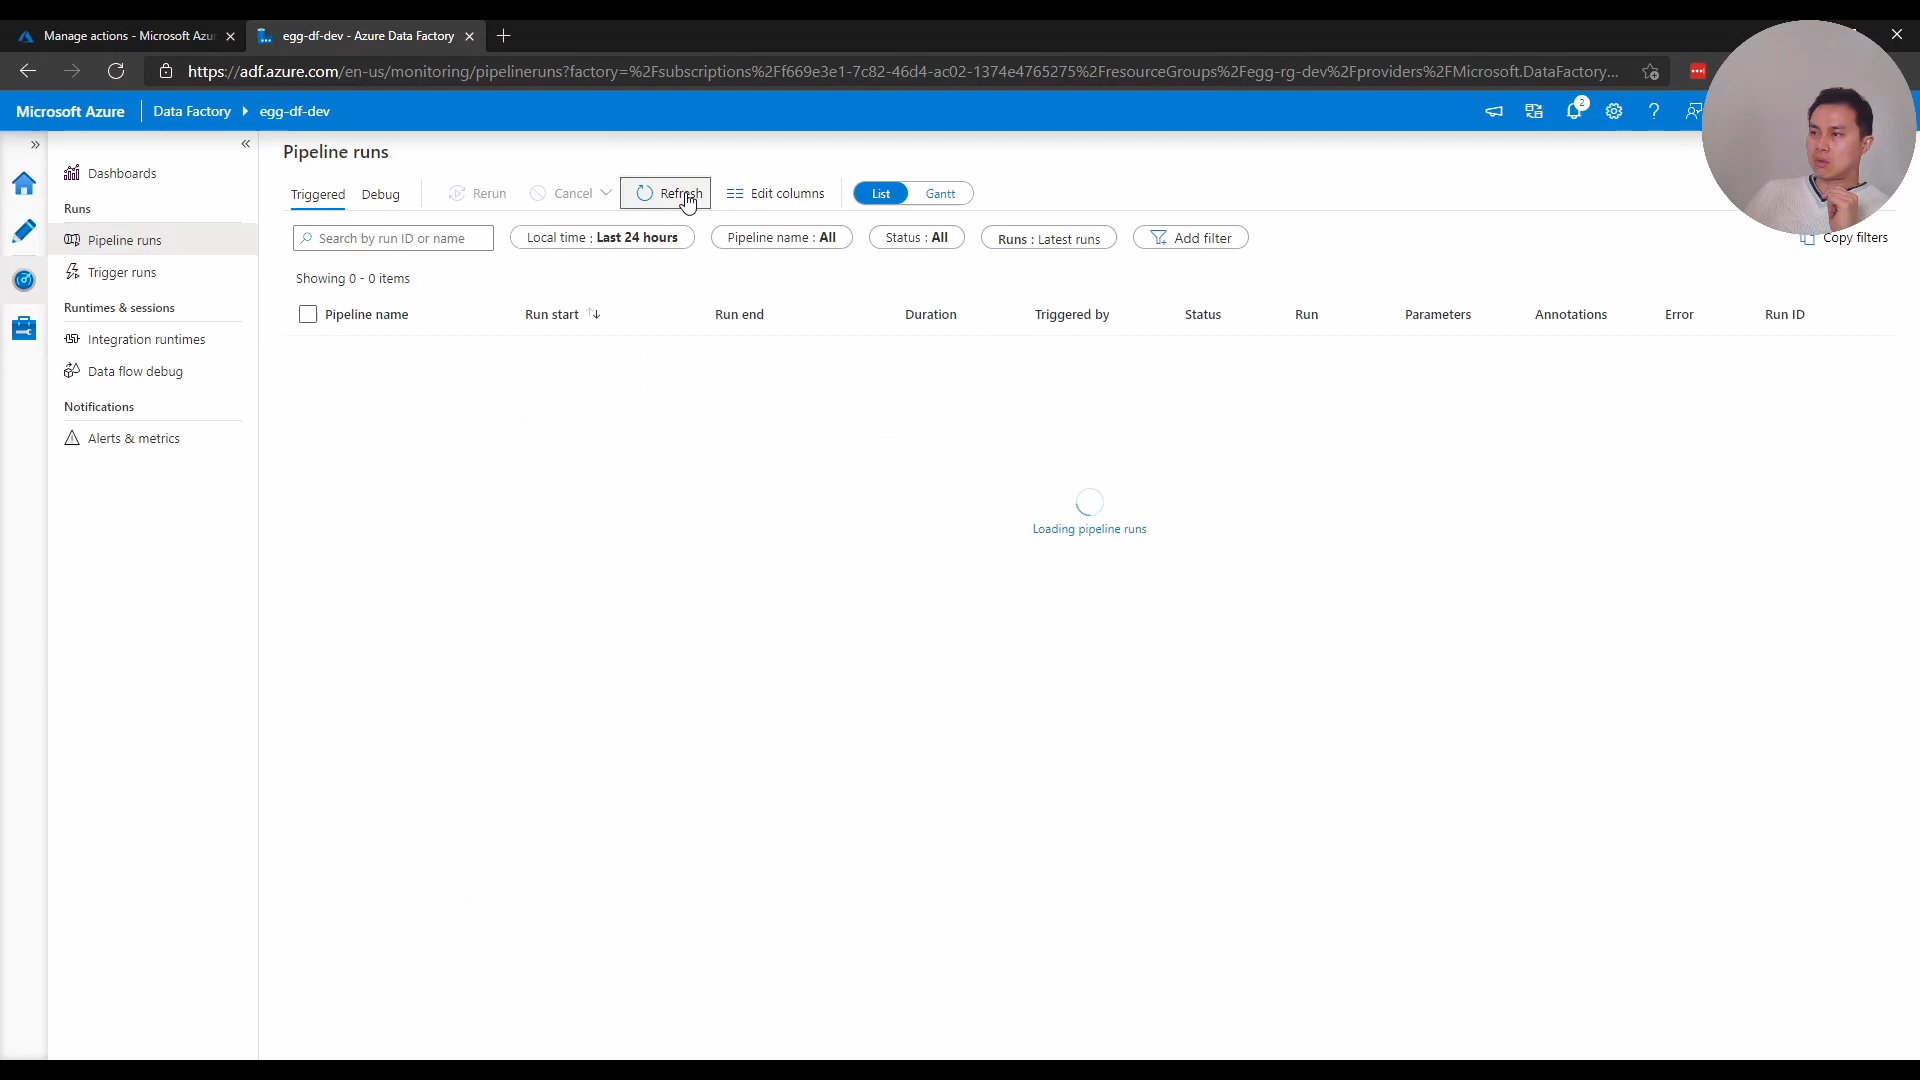 Manage actions - Microsoft Azur
egg-df-dev - Azure Data Factory
https://adf.azure.com/en-us/monitoring/pipelineruns?factory=%2Fsubscriptions%2Ff669e3e1-7c82-46d4-ac02-1374e4765275%2FresourceGroups%2Fegg-rg-dev%2Fproviders%2FMicrosoft.DataFactory...
Microsoft Azure
Data Factory
egg-df-dev
2
Dashboards
Runs
Pipeline runs
Trigger runs
Runtimes & sessions
Integration runtimes
Data flow debug
Notifications
Alerts & metrics
Pipeline runs
Triggered Debug Rerun Cancel Refresh Edit columns List Gantt
Search by run ID or name Local time : Last 24 hours Pipeline name : All Status : All Runs : Latest runs Add filter Copy filters
Showing 0 - 0 items
Pipeline name Run start Run end Duration Triggered by Status Run Parameters Annotations Error Run ID
Loading pipeline runs